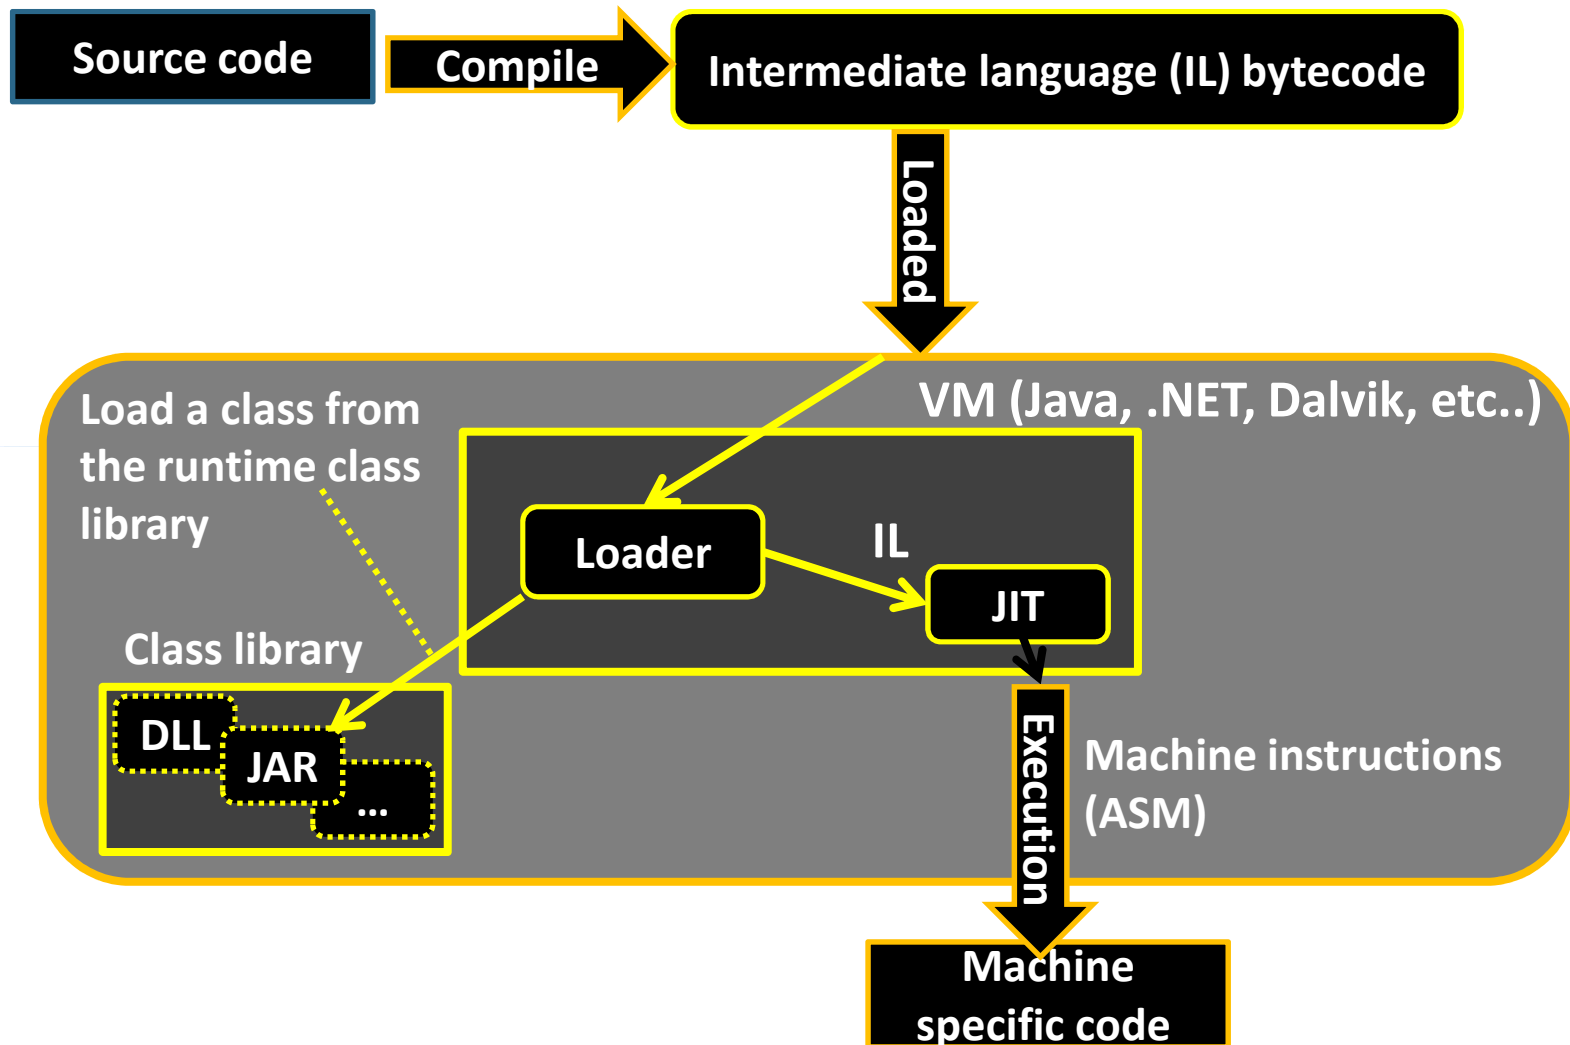 Source code
Compile
Intermediate language (IL) bytecode
Loaded
VM (Java, .NET, Dalvik, etc..)
Load a class from
the runtime class
library
Loader
IL
JIT
Class library
DLL
JAR
...
Execution
Machine instructions
(ASM)
Machine
specific code